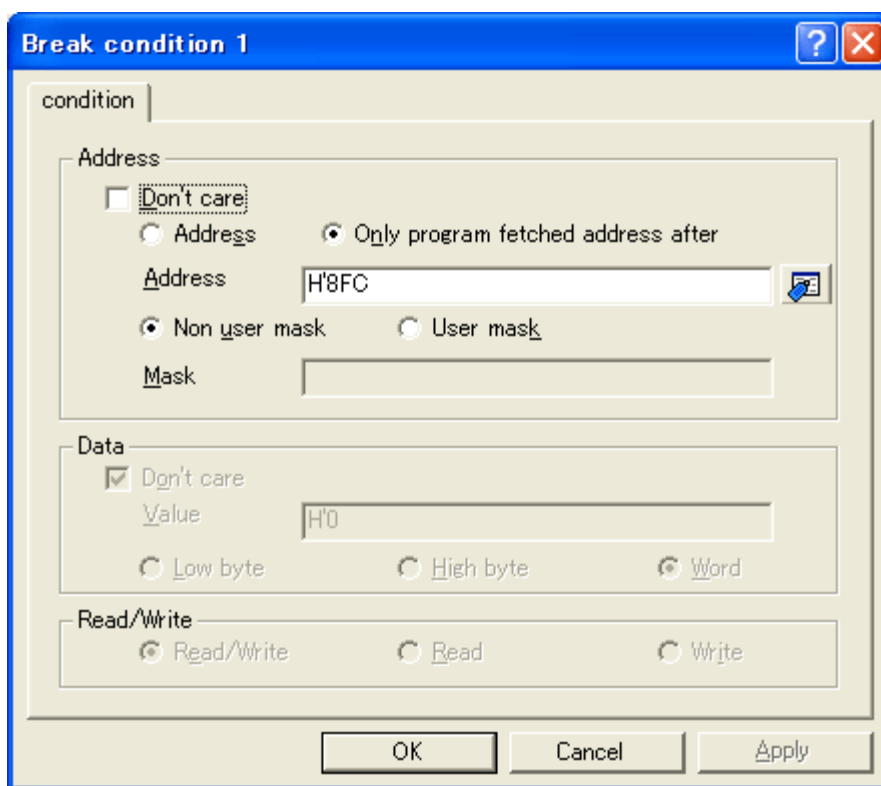 Break condition 1
condition
Address
Don't care
Address Only program fetched address after
Address H'8FC
Non user mask User mask
Mask
Data
Don't care
Value H'0
Low byte High byte Word
Read/Write
Read/Write Read Write
OK Cancel Apply